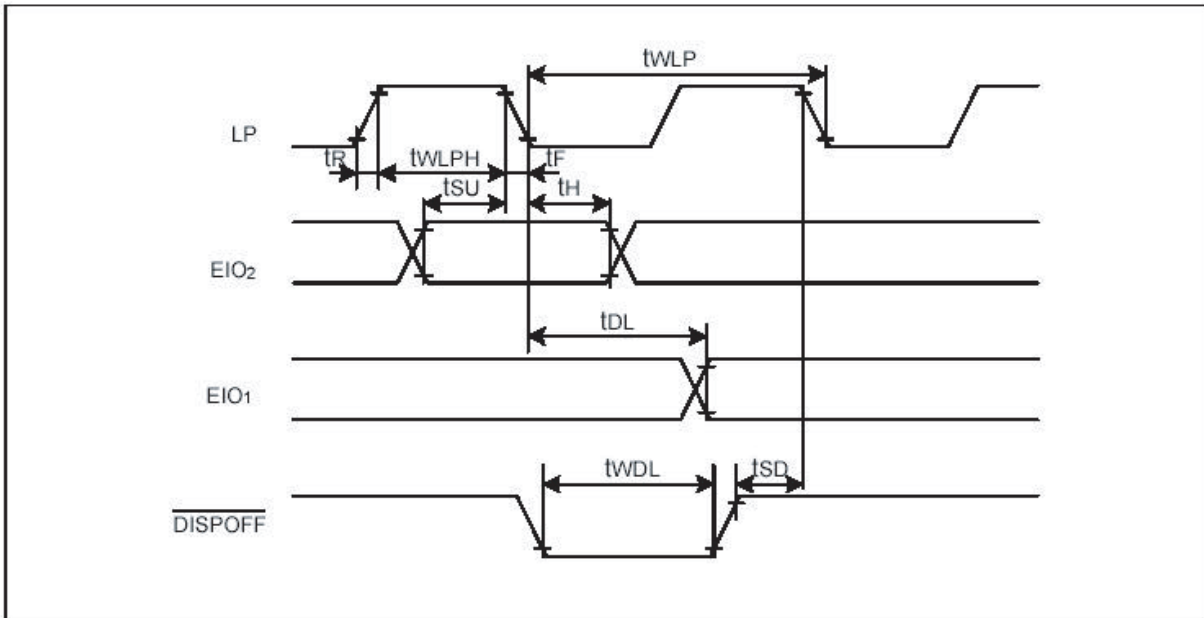 tWLP
LP
tR
tWLPH
tF
tSU
tH
EIO2
tDL
EIO1
tWDL
tSD
DISPOFF